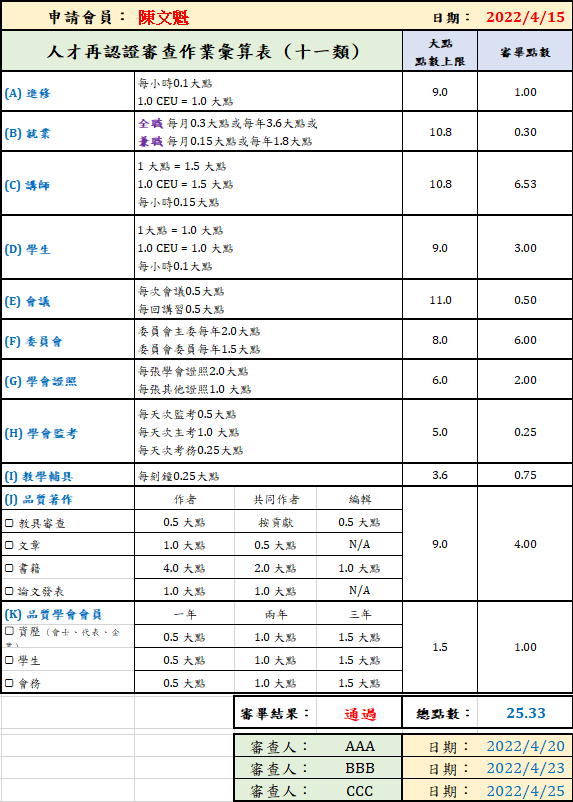 申請會員： 陳文魁 日期： 2022/4/15
人才再認證審查作業彙算表（十一類） 大點 點數上限 審畢點數
(A) 進修 每小時0.1大點 9.0 1.00
1.0 CEU = 1.0 大點
(B) 就業 全職 每月0.3大點或每年3.6大點或 10.8 0.30
兼職 每月0.15大點或每年1.8大點
(C) 講師 1 大點 = 1.5 大點 10.8 6.53
1.0 CEU = 1.5 大點
每小時0.15大點
(D) 學生 1大點 = 1.0 大點 9.0 3.00
1.0 CEU = 1.0 大點
每小時0.1大點
(E) 會議 每次會議0.5大點 11.0 0.50
每回講習0.5大點
(F) 委員會 委員會主委每年2.0大點 8.0 6.00
委員會委員每年1.5大點
(G) 學會證照 每張學會證照2.0大點 6.0 2.00
每張其他證照1.0 大點
(H) 學會監考 每天次監考0.5大點 5.0 0.25
每天次主考1.0 大點
每天次考務0.25大點
(I) 教學輔具 每刻鐘0.25大點 3.6 0.75
(J) 品質著作 作者 共同作者 編輯 9.0 4.00
☐ 教具審查 0.5 大點 按貢獻 0.5 大點
☐ 文章 1.0 大點 0.5 大點 N/A
☐ 書籍 4.0 大點 2.0 大點 1.0 大點
☐ 論文發表 1.0 大點 1.0 大點 N/A
(K) 品質學會會員 一年 兩年 三年 1.5 1.00
☐ 資歷（會士、代表、企業） 0.5 大點 1.0 大點 1.5 大點
☐ 學生 0.5 大點 1.0 大點 1.5 大點
☐ 會務 0.5 大點 1.0 大點 1.5 大點
審畢結果： 通過 總點數： 25.33
審查人： AAA 日期： 2022/4/20
審查人： BBB 日期： 2022/4/23
審查人： CCC 日期： 2022/4/25